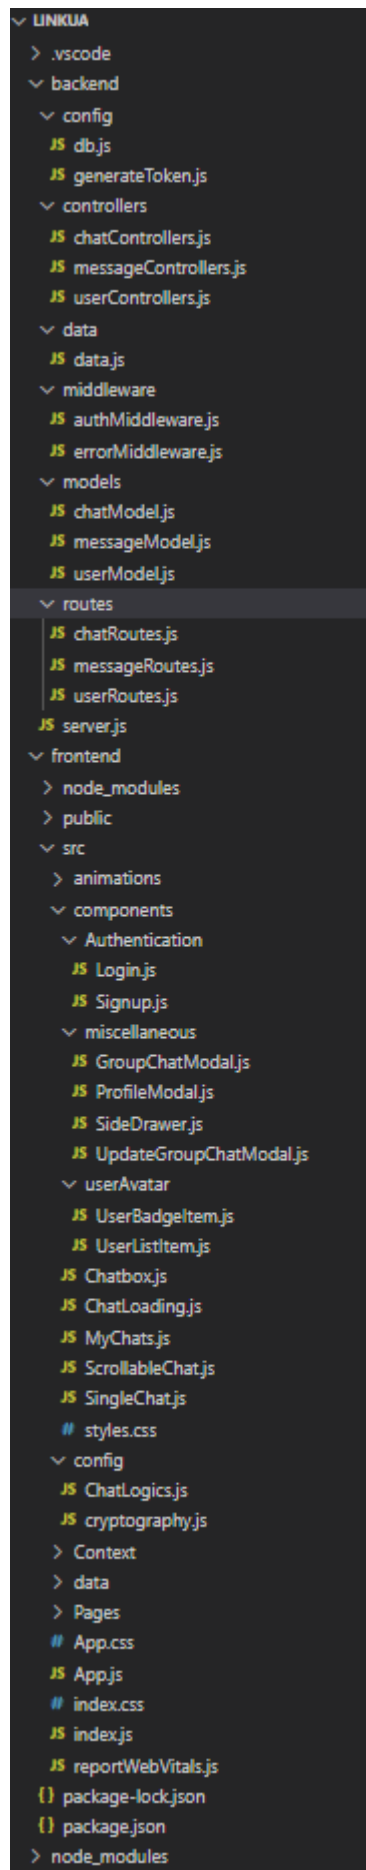 LINKUA
.vscode
backend
config
JS db.js
JS generateToken.js
controllers
JS chatControllers.js
JS messageControllers.js
JS userControllers.js
data
JS data.js
middleware
JS authMiddleware.js
JS errorMiddleware.js
models
JS chatModel.js
JS messageModel.js
JS userModel.js
routes
JS chatRoutes.js
JS messageRoutes.js
JS userRoutes.js
JS server.js
frontend
node_modules
public
src
animations
components
Authentication
JS Login.js
JS Signup.js
miscellaneous
JS GroupChatModal.js
JS ProfileModal.js
JS SideDrawer.js
JS UpdateGroupChatModal.js
userAvatar
JS UserBadgeItem.js
JS UserListItem.js
JS Chatbox.js
JS ChatLoading.js
JS MyChats.js
JS ScrollableChat.js
JS SingleChat.js
# styles.css
config
JS ChatLogics.js
JS cryptography.js
Context
data
Pages
# App.css
JS App.js
# index.css
JS index.js
JS reportWebVitals.js
{} package-lock.json
{} package.json
node_modules